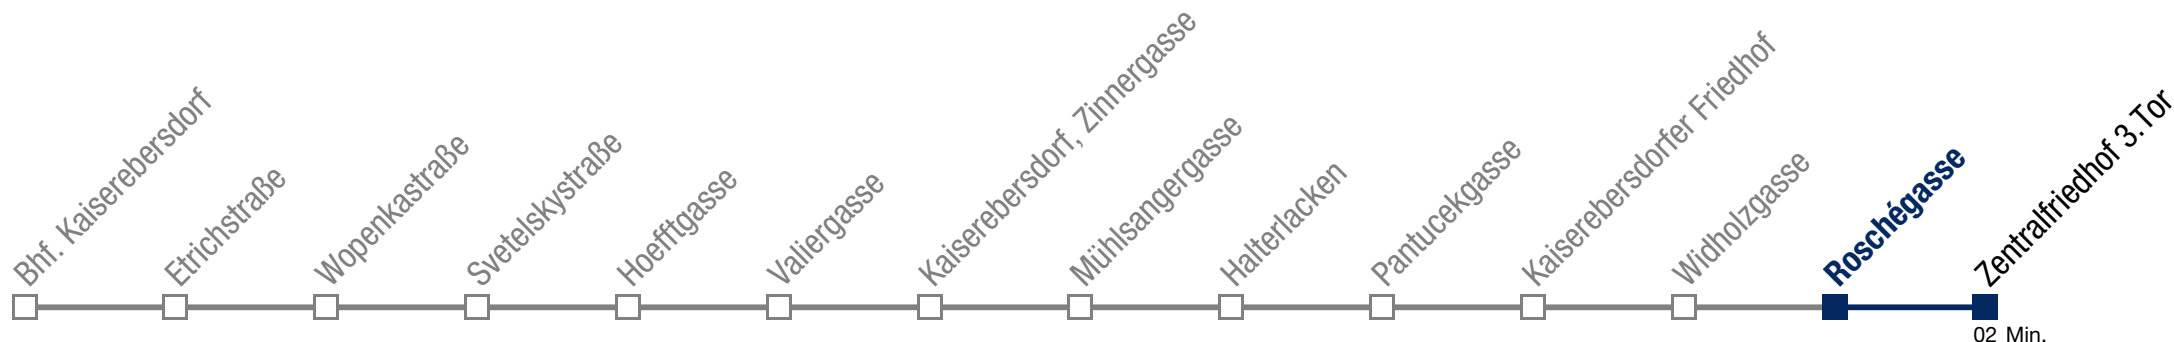 Bhf. Kaiserebersdorf
Etrichstraße
Wopenkastraße
Svetelskystraße
Hoefftgasse
Valiergasse
Kaiserebersdorf, Zinnergasse
Mühlsangergasse
Halterlacken
Pantucekgasse
Kaiserebersdorfer Friedhof
Widholzgasse
Roschégasse
Zentralfriedhof 3.Tor
02 Min.